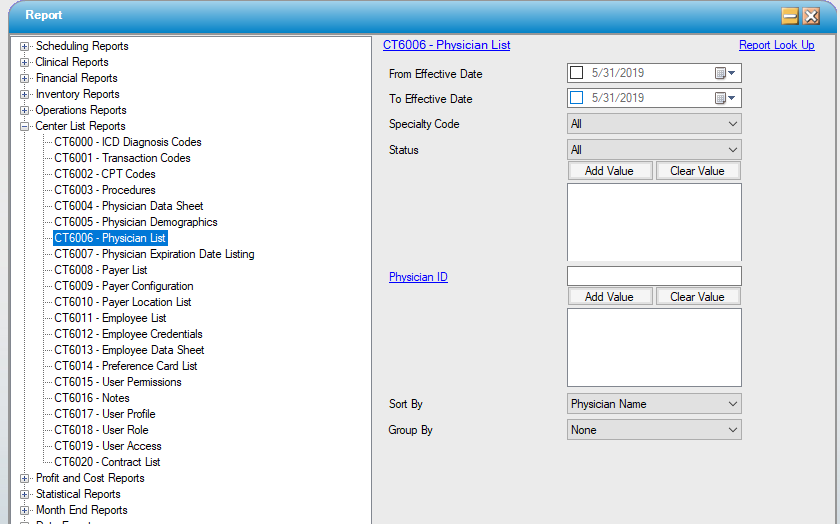 Report
Scheduling Reports
Clinical Reports
Financial Reports
Inventory Reports
Operations Reports
Center List Reports
CT6000 - ICD Diagnosis Codes
CT6001 - Transaction Codes
CT6002 - CPT Codes
CT6003 - Procedures
CT6004 - Physician Data Sheet
CT6005 - Physician Demographics
CT6006 - Physician List
CT6007 - Physician Expiration Date Listing
CT6008 - Payer List
CT6009 - Payer Configuration
CT6010 - Payer Location List
CT6011 - Employee List
CT6012 - Employee Credentials
CT6013 - Employee Data Sheet
CT6014 - Preference Card List
CT6015 - User Permissions
CT6016 - Notes
CT6017 - User Profile
CT6018 - User Role
CT6019 - User Access
CT6020 - Contract List
Profit and Cost Reports
Statistical Reports
Month End Reports
CT6006 - Physician List Report Look Up
From Effective Date 5/31/2019
To Effective Date 5/31/2019
Specialty Code All
Status All
Add Value Clear Value
Physician ID
Add Value Clear Value
Sort By Physician Name
Group By None